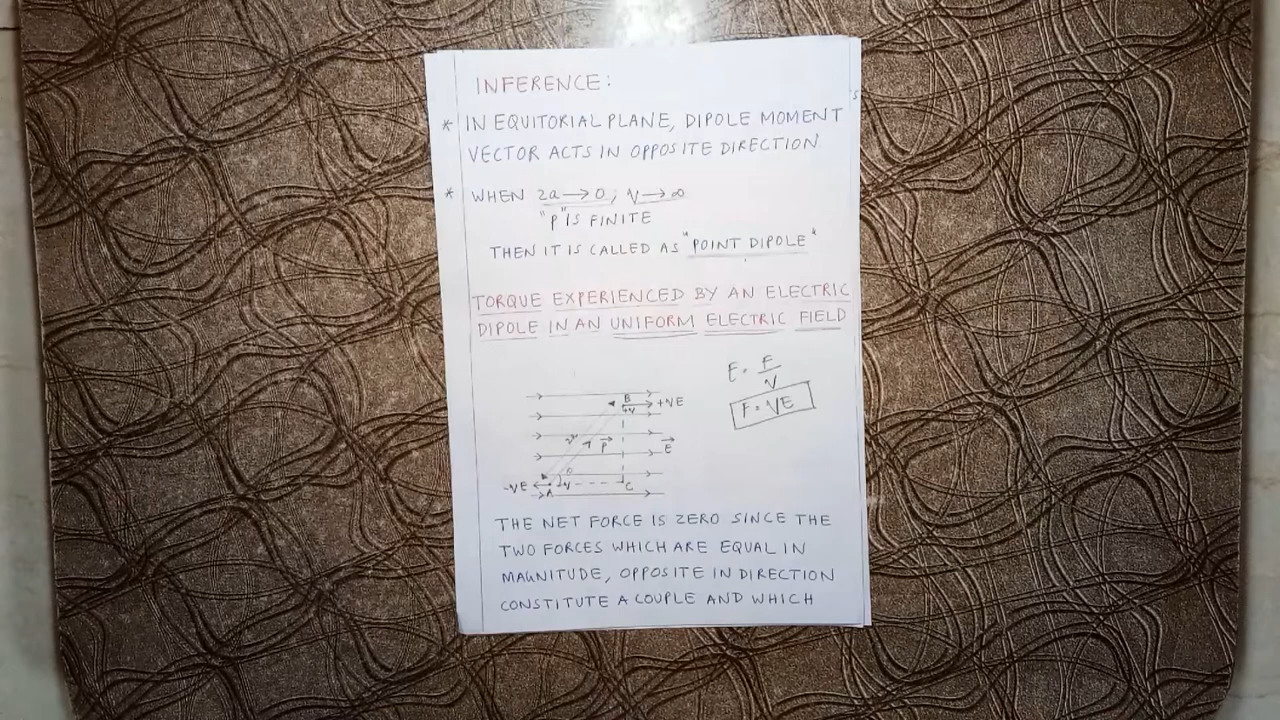 INFERENCE:
* IN EQUITORIAL PLANE, DIPOLE MOMENT
VECTOR ACTS IN OPPOSITE DIRECTION
* WHEN 2a → 0; q → ∞
"P" IS FINITE
THEN IT IS CALLED AS "POINT DIPOLE"
TORQUE EXPERIENCED BY AN ELECTRIC
DIPOLE IN AN UNIFORM ELECTRIC FIELD
E = F/q
F = qE
B
+q
+qE
P
E
-qE
A
C
THE NET FORCE IS ZERO SINCE THE
TWO FORCES WHICH ARE EQUAL IN
MAGNITUDE, OPPOSITE IN DIRECTION
CONSTITUTE A COUPLE AND WHICH